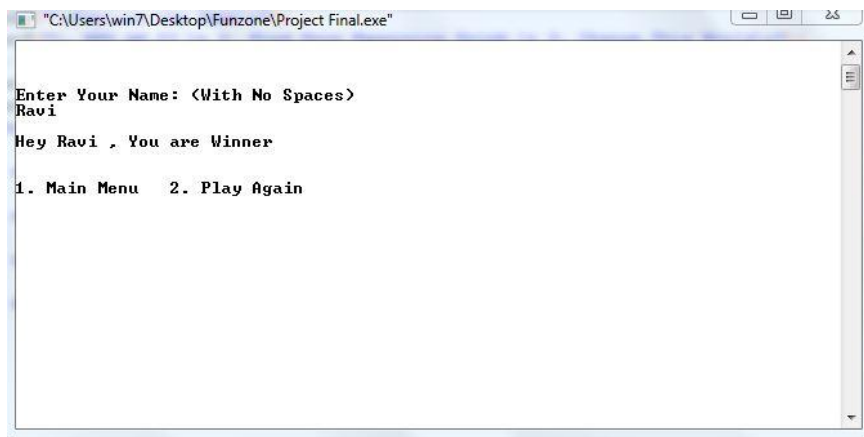 "C:\Users\win7\Desktop\Funzone\Project Final.exe"
Enter Your Name: (With No Spaces)
Ravi
Hey Ravi , You are Winner
1. Main Menu   2. Play Again